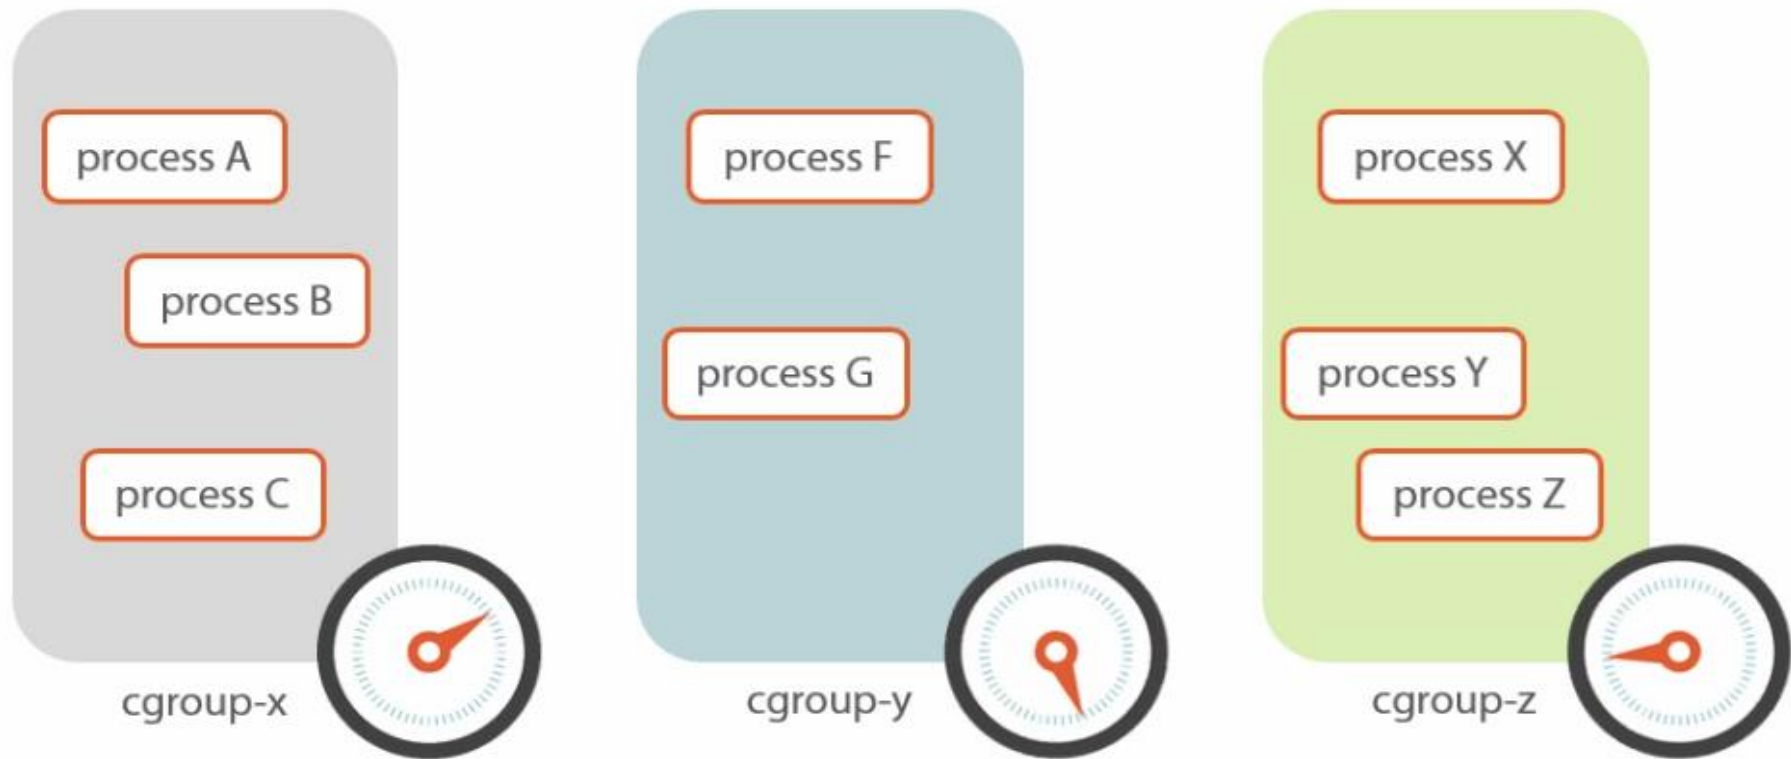 process A
process B
process C
cgroup-x
process F
process G
cgroup-y
process X
process Y
process Z
cgroup-z